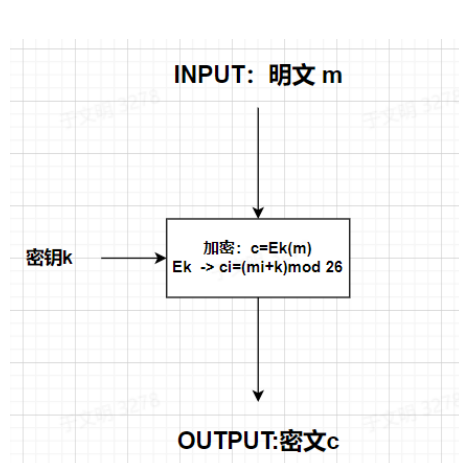 INPUT：明文 m
密钥k
加密：c=Ek(m)
Ek -> ci=(mi+k)mod 26
OUTPUT:密文c